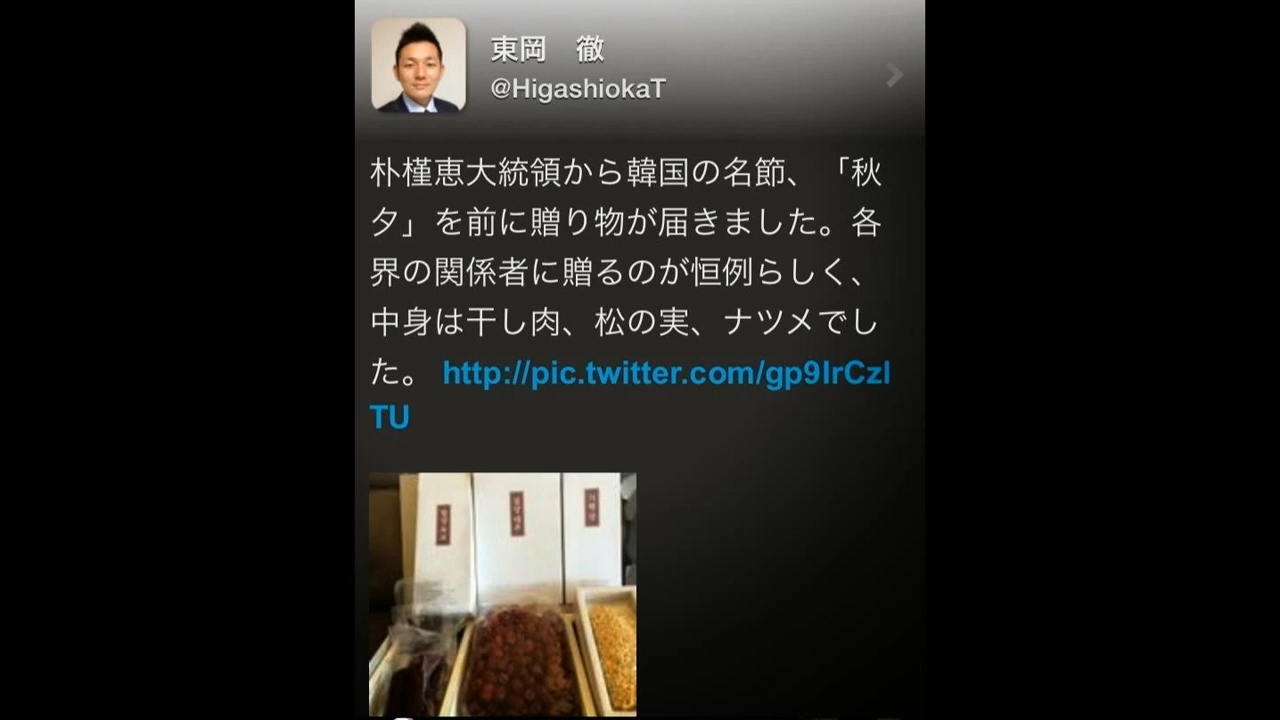 東岡　徹
@HigashiokaT
朴槿恵大統領から韓国の名節、「秋
夕」を前に贈り物が届きました。各
界の関係者に贈るのが恒例らしく、
中身は干し肉、松の実、ナツメでし
た。 http://pic.twitter.com/gp9IrCzI
TU